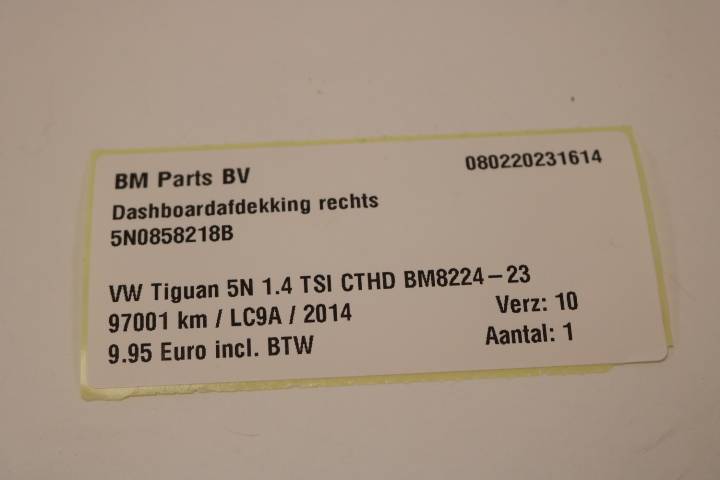 BM Parts BV 080220231614
Dashboardafdekking rechts
5N0858218B
VW Tiguan 5N 1.4 TSI CTHD BM8224-23
97001 km / LC9A / 2014 Verz: 10
9.95 Euro incl. BTW Aantal: 1